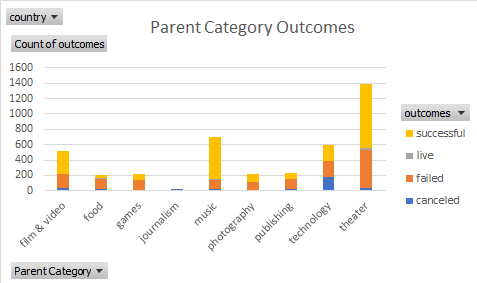 country
Parent Category Outcomes
Count of outcomes
1600
1400
1200
1000
800
600
400
200
0
film & video
food
games
journalism
music
photography
publishing
technology
theater
outcomes
successful
live
failed
canceled
Parent Category